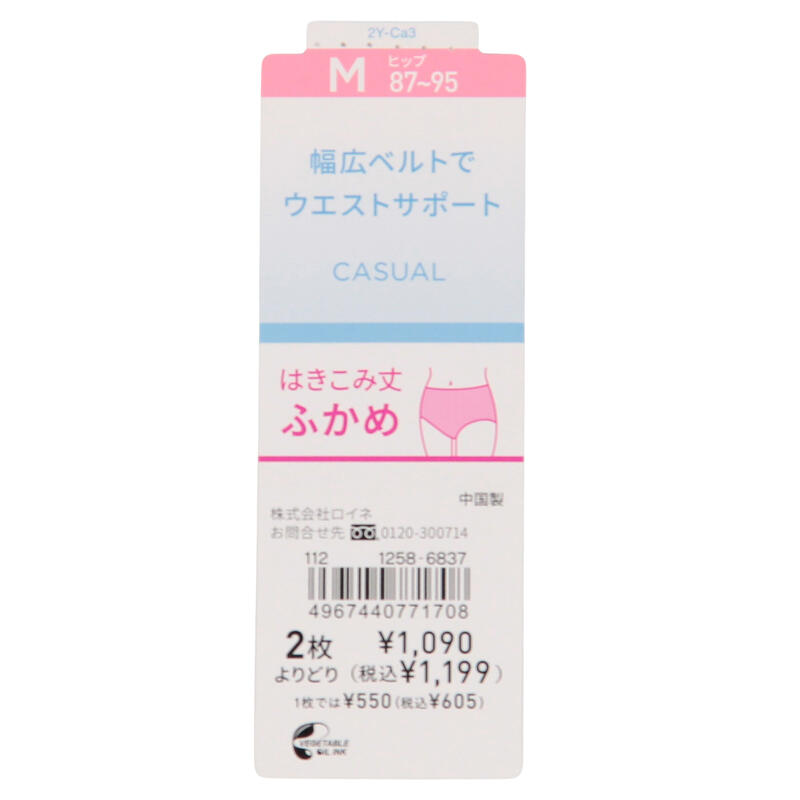 2Y-Ca3
M
ヒップ
87~95
幅広ベルトで
ウエストサポート
CASUAL
はきこみ丈
ふかめ
中国製
株式会社ロイネ
お問合せ先 0120-300714
112 1258-6837
4967440771708
2枚 ¥1,090
よりどり (税込¥1,199)
1枚では¥550(税込¥605)
VEGETABLE
OIL INK